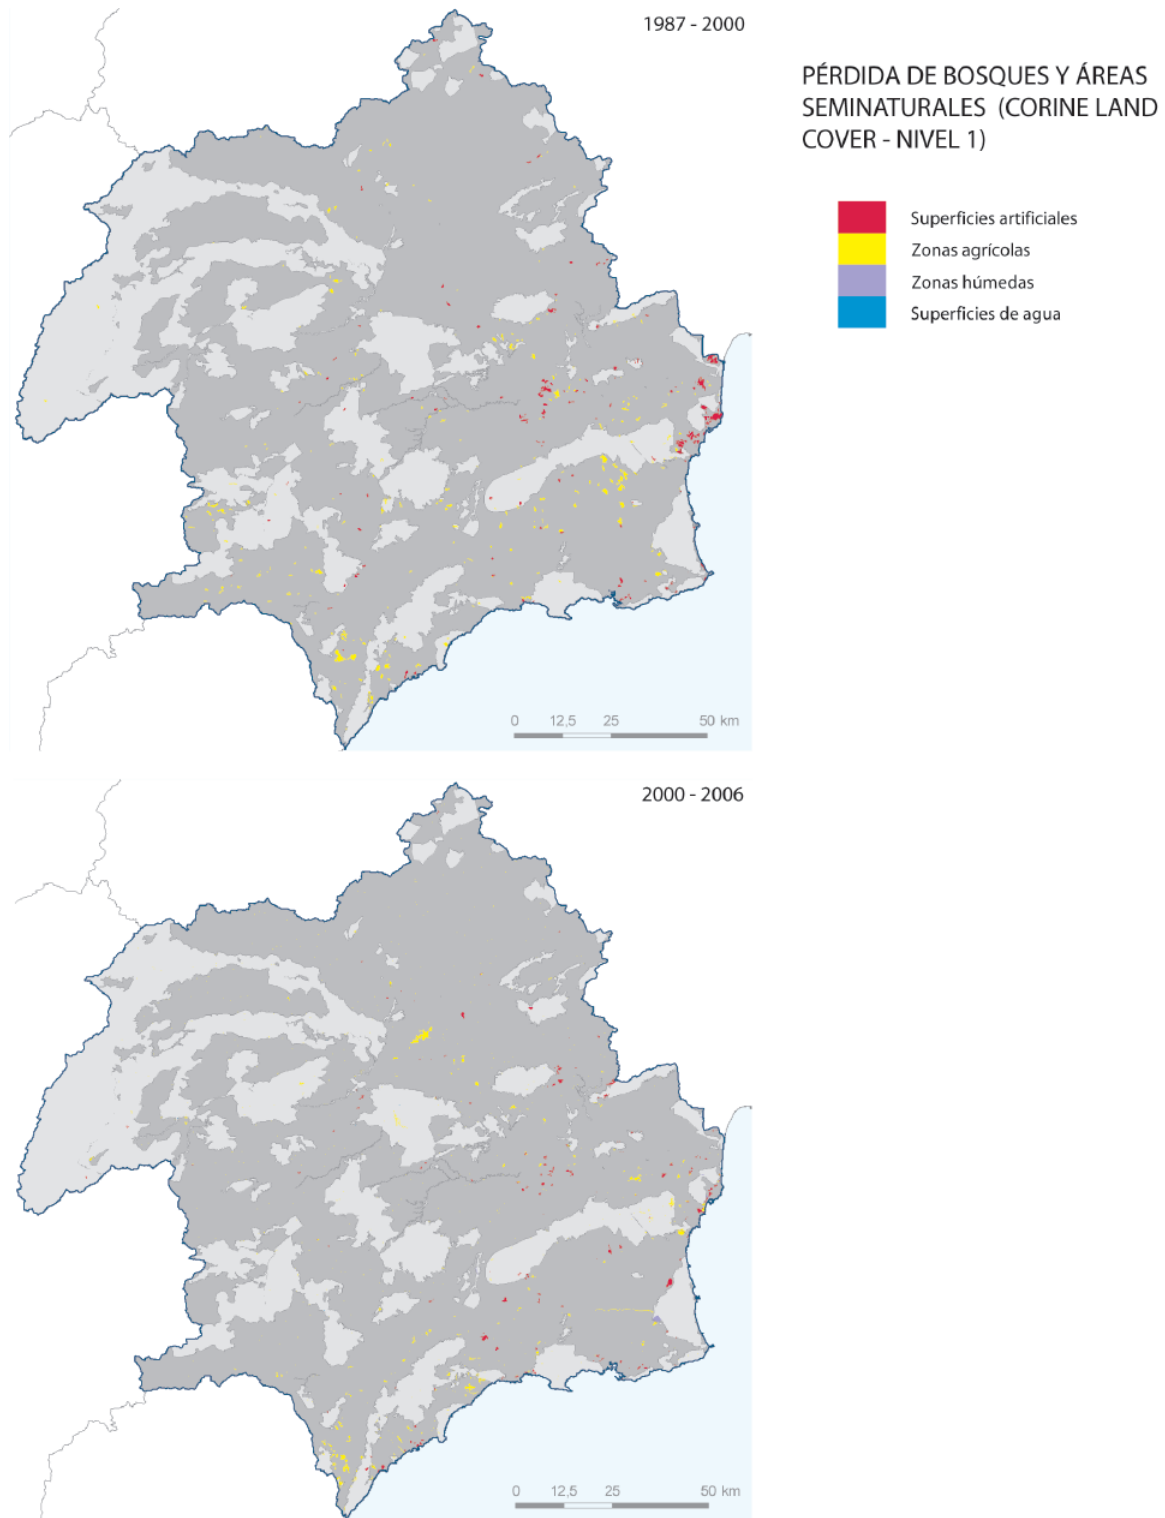 1987 - 2000
PÉRDIDA DE BOSQUES Y ÁREAS
SEMINATURALES (CORINE LAND
COVER - NIVEL 1)
Superficies artificiales
Zonas agrícolas
Zonas húmedas
Superficies de agua
0 12,5 25 50 km
2000 - 2006
0 12,5 25 50 km